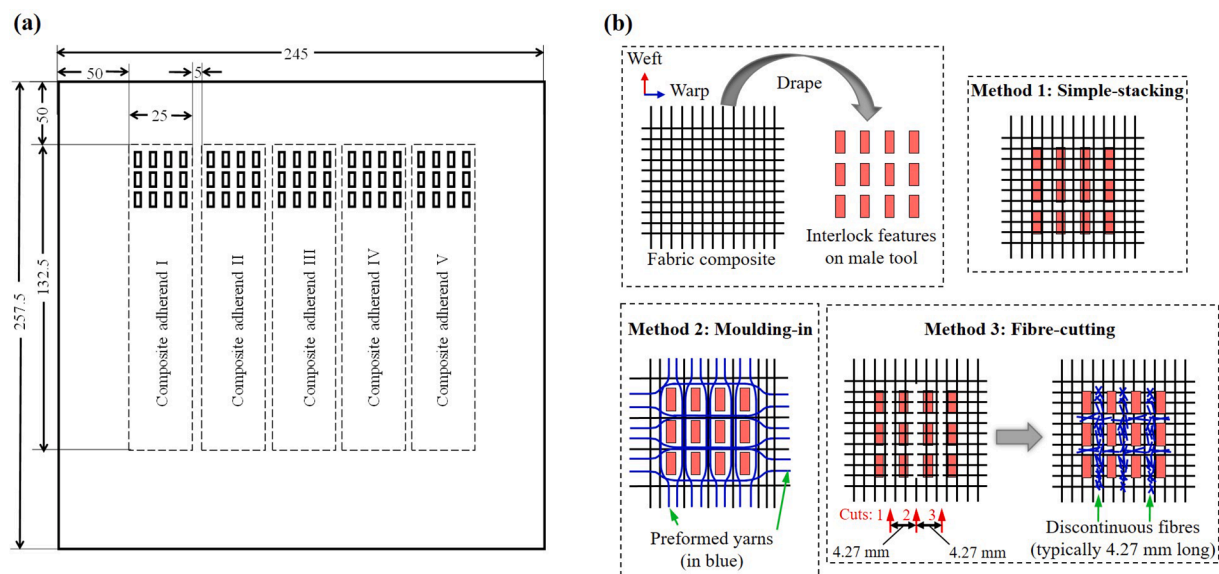 (a)
245
50
5
25
50
132.5
257.5
Composite adherend I
Composite adherend II
Composite adherend III
Composite adherend IV
Composite adherend V
(b)
Weft
Warp
Drape
Fabric composite
Interlock features
on male tool
Method 1: Simple-stacking
Method 2: Moulding-in
Preformed yarns
(in blue)
Method 3: Fibre-cutting
Cuts: 1 2 3
4.27 mm 4.27 mm
Discontinuous fibres
(typically 4.27 mm long)